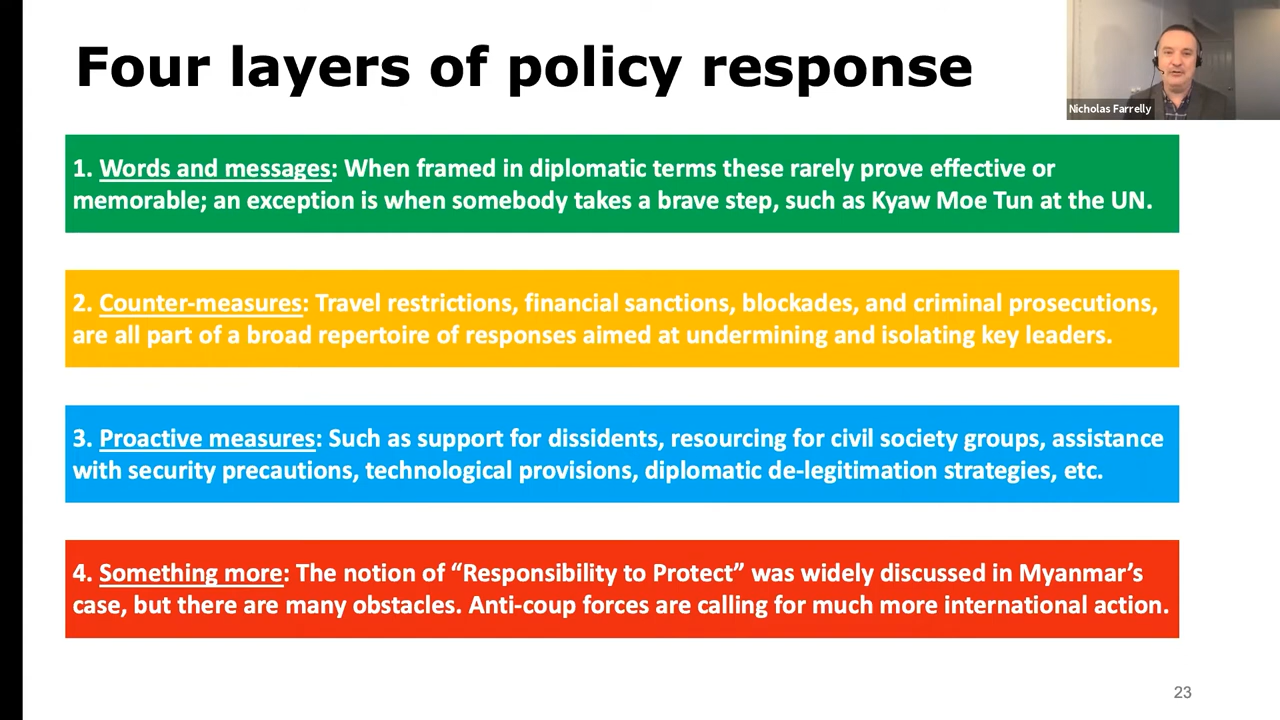 Four layers of policy response
Nicholas Farrelly
1. Words and messages: When framed in diplomatic terms these rarely prove effective or
memorable; an exception is when somebody takes a brave step, such as Kyaw Moe Tun at the UN.
2. Counter-measures: Travel restrictions, financial sanctions, blockades, and criminal prosecutions,
are all part of a broad repertoire of responses aimed at undermining and isolating key leaders.
3. Proactive measures: Such as support for dissidents, resourcing for civil society groups, assistance
with security precautions, technological provisions, diplomatic de-legitimation strategies, etc.
4. Something more: The notion of “Responsibility to Protect” was widely discussed in Myanmar’s
case, but there are many obstacles. Anti-coup forces are calling for much more international action.
23